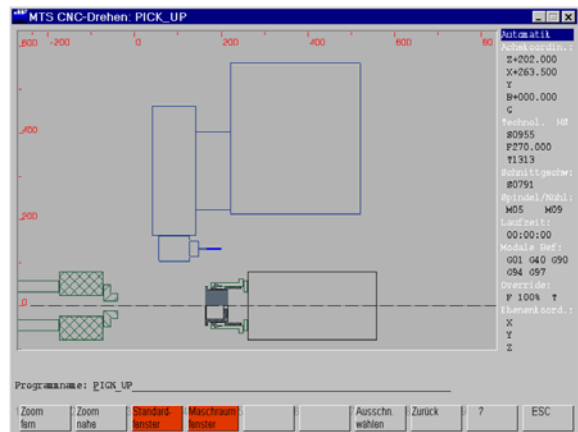 MTS CNC-Drehen: PICK_UP
600 -200 0 200 400 600 80
400
200
0
Automatik
Achskoordin.:
Z+202.000
X+263.500
Y
B+000.000
C
Technol.
S0955
F270.000
T1313
Schnittgeschw:
S0791
Spindel/Kühl:
M05 M09
Laufzeit:
00:00:00
Modale Bef:
G01 G40 G90
G94 G97
Override:
F 100% T
Ebenenkoord.:
X
Y
Z
Programmname: PICK_UP
Zoom fern
Zoom nahe
Standard- fenster
Maschraum fenster
Ausschn. wählen
Zurück
?
ESC